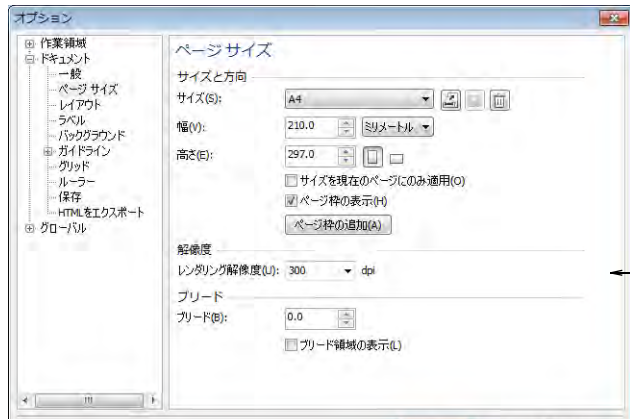 オプション
作業領域
ドキュメント
一般
ページ サイズ
レイアウト
ラベル
バックグラウンド
ガイドライン
グリッド
ルーラー
保存
HTMLをエクスポート
グローバル
ページ サイズ
サイズと方向
サイズ(S): A4
幅(V): 210.0 ミリメートル
高さ(E): 297.0
サイズを現在のページにのみ適用(O)
ページ枠の表示(H)
ページ枠の追加(A)
解像度
レンダリング解像度(U): 300 dpi
ブリード
ブリード(B): 0.0
ブリード領域の表示(L)